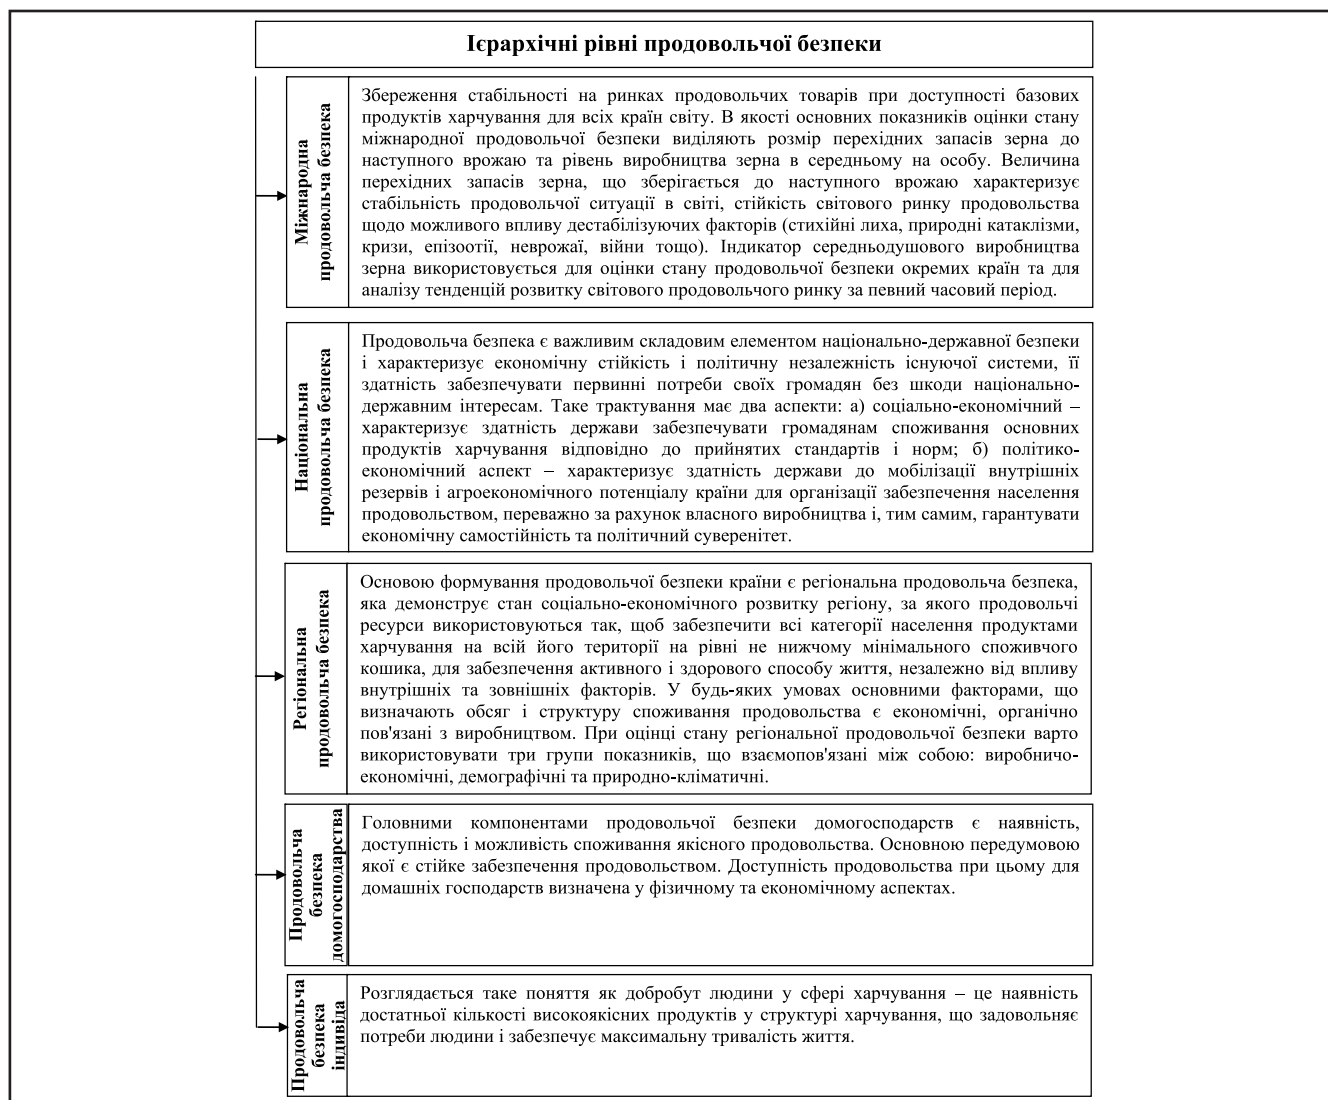 Ієрархічні рівні продовольчої безпеки
Міжнародна
продовольча безпека
Збереження стабільності на ринках продовольчих товарів при доступності базових
продуктів харчування для всіх країн світу. В якості основних показників оцінки стану
міжнародної продовольчої безпеки виділяють розмір перехідних запасів зерна до
наступного врожаю та рівень виробництва зерна в середньому на особу. Величина
перехідних запасів зерна, що зберігається до наступного врожаю характеризує
стабільність продовольчої ситуації в світі, стійкість світового ринку продовольства
щодо можливого впливу дестабілізуючих факторів (стихійні лиха, природні катаклізми,
кризи, епізоотії, неврожаї, війни тощо). Індикатор середньодушового виробництва
зерна використовується для оцінки стану продовольчої безпеки окремих країн та для
аналізу тенденцій розвитку світового продовольчого ринку за певний часовий період.
Національна
продовольча безпека
Продовольча безпека є важливим складовим елементом національно-державної безпеки
і характеризує економічну стійкість і політичну незалежність існуючої системи, її
здатність забезпечувати первинні потреби своїх громадян без шкоди національно-
державним інтересам. Таке трактування має два аспекти: а) соціально-економічний –
характеризує здатність держави забезпечувати громадянам споживання основних
продуктів харчування відповідно до прийнятих стандартів і норм; б) політико-
економічний аспект – характеризує здатність держави до мобілізації внутрішніх
резервів і агроекономічного потенціалу країни для організації забезпечення населення
продовольством, переважно за рахунок власного виробництва і, тим самим, гарантувати
економічну самостійність та політичний суверенітет.
Регіональна
продовольча безпека
Основою формування продовольчої безпеки країни є регіональна продовольча безпека,
яка демонструє стан соціально-економічного розвитку регіону, за якого продовольчі
ресурси використовуються так, щоб забезпечити всі категорії населення продуктами
харчування на всій його території на рівні не нижчому мінімального споживчого
кошика, для забезпечення активного і здорового способу життя, незалежно від впливу
внутрішніх та зовнішніх факторів. У будь-яких умовах основними факторами, що
визначають обсяг і структуру споживання продовольства є економічні, органічно
пов'язані з виробництвом. При оцінці стану регіональної продовольчої безпеки варто
використовувати три групи показників, що взаємопов'язані між собою: виробничо-
економічні, демографічні та природно-кліматичні.
Продовольча
безпека
домогосподарства
Головними компонентами продовольчої безпеки домогосподарств є наявність,
доступність і можливість споживання якісного продовольства. Основною передумовою
якої є стійке забезпечення продовольством. Доступність продовольства при цьому для
домашніх господарств визначена у фізичному та економічному аспектах.
Продовольча
безпека
індивіда
Розглядається таке поняття як добробут людини у сфері харчування – це наявність
достатньої кількості високоякісних продуктів у структурі харчування, що задовольняє
потреби людини і забезпечує максимальну тривалість життя.